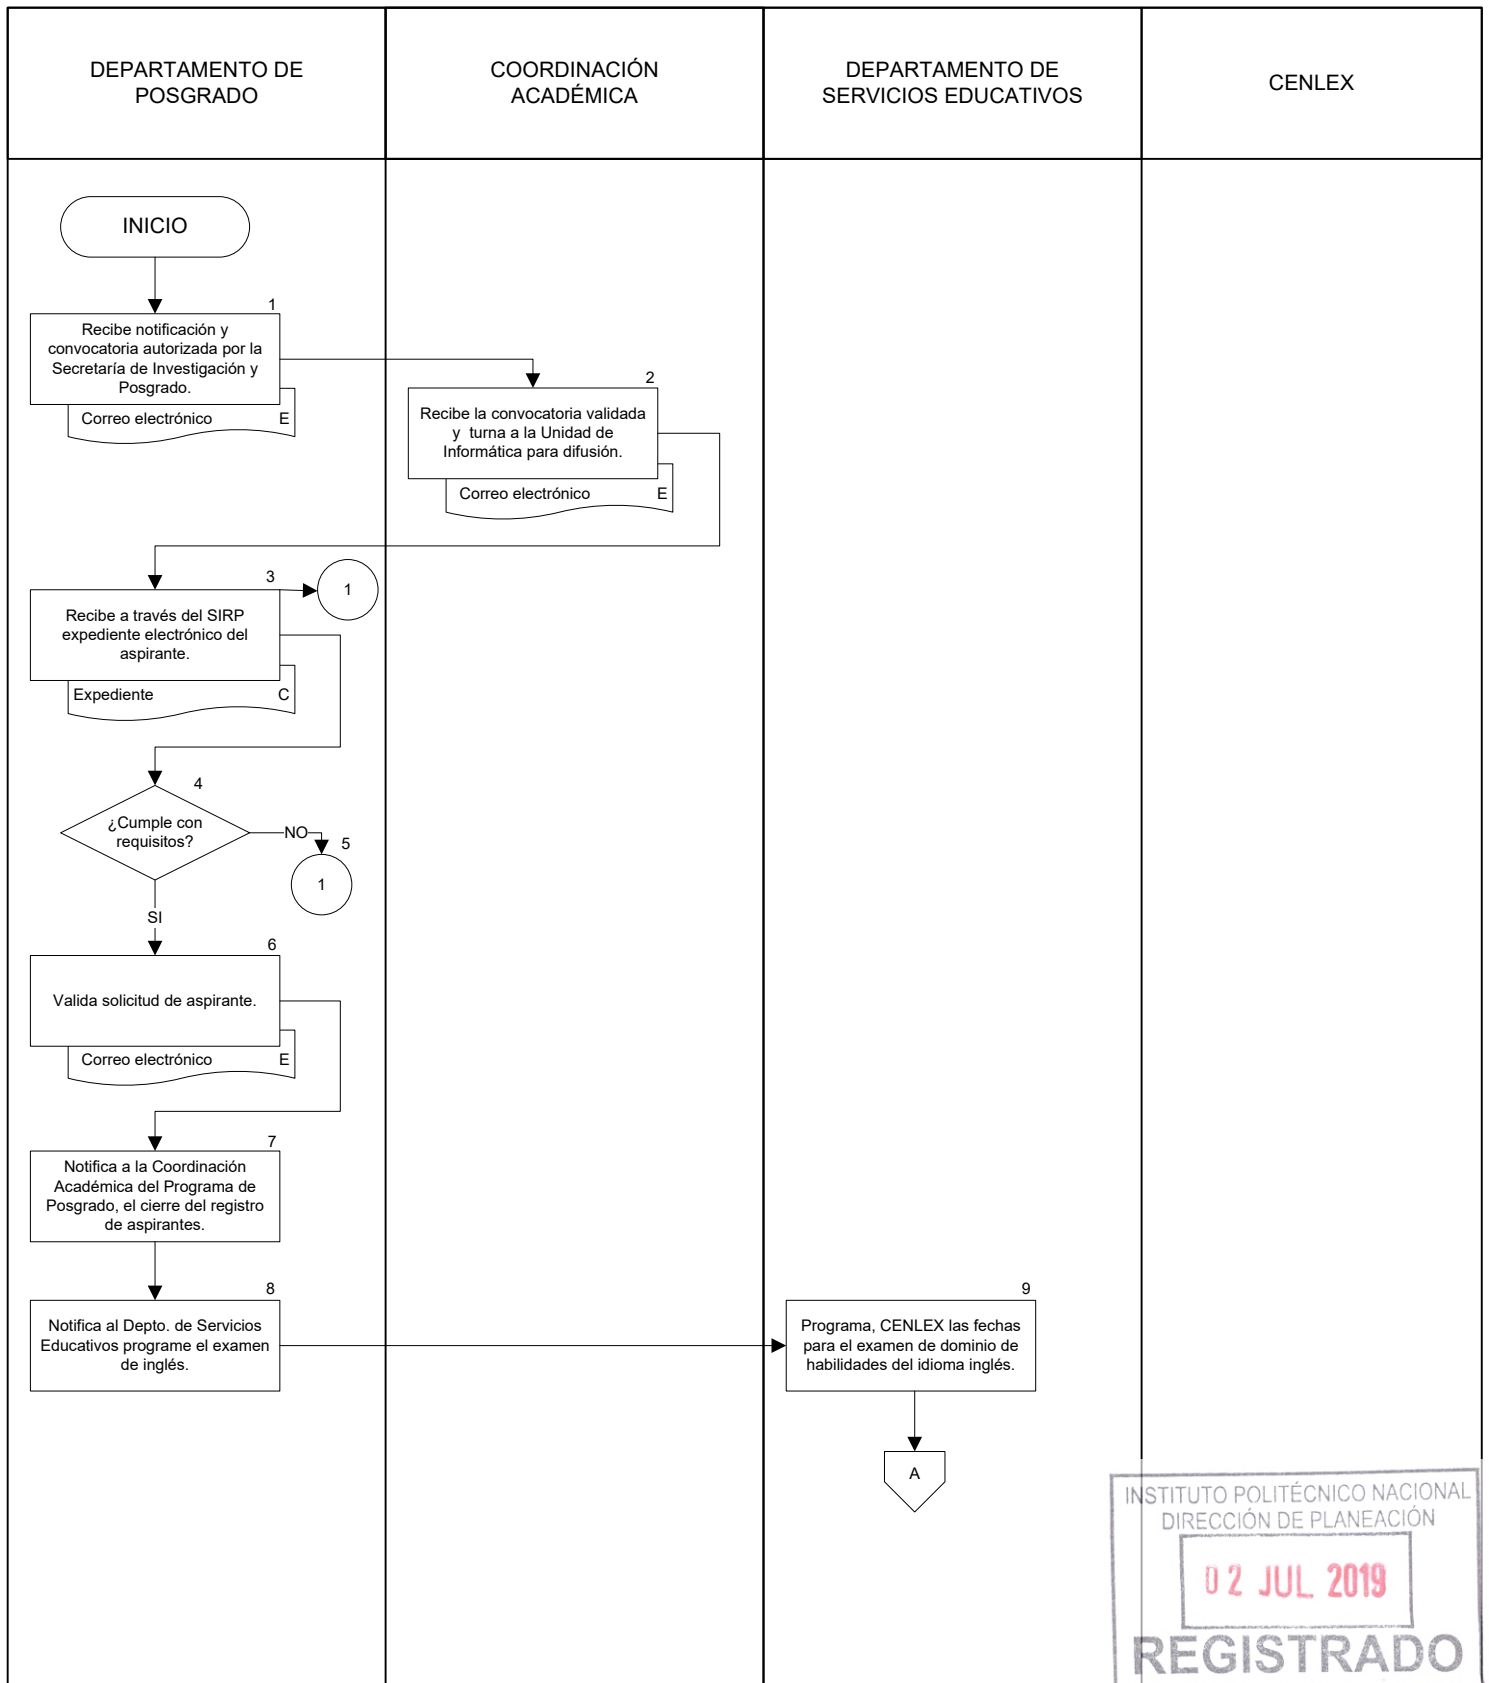 DEPARTAMENTO DE
POSGRADO
COORDINACIÓN
ACADÉMICA
DEPARTAMENTO DE
SERVICIOS EDUCATIVOS
CENLEX
INICIO
1
Recibe notificación y
convocatoria autorizada por la
Secretaría de Investigación y
Posgrado.
Correo electrónico E
2
Recibe la convocatoria validada
y turna a la Unidad de
Informática para difusión.
Correo electrónico E
3
1
Recibe a través del SIRP
expediente electrónico del
aspirante.
Expediente C
4
¿Cumple con
requisitos?
NO
5
1
SI
6
Valida solicitud de aspirante.
Correo electrónico E
7
Notifica a la Coordinación
Académica del Programa de
Posgrado, el cierre del registro
de aspirantes.
8
Notifica al Depto. de Servicios
Educativos programe el examen
de inglés.
9
Programa, CENLEX las fechas
para el examen de dominio de
habilidades del idioma inglés.
A
INSTITUTO POLITÉCNICO NACIONAL
DIRECCIÓN DE PLANEACIÓN
02 JUL 2019
REGISTRADO